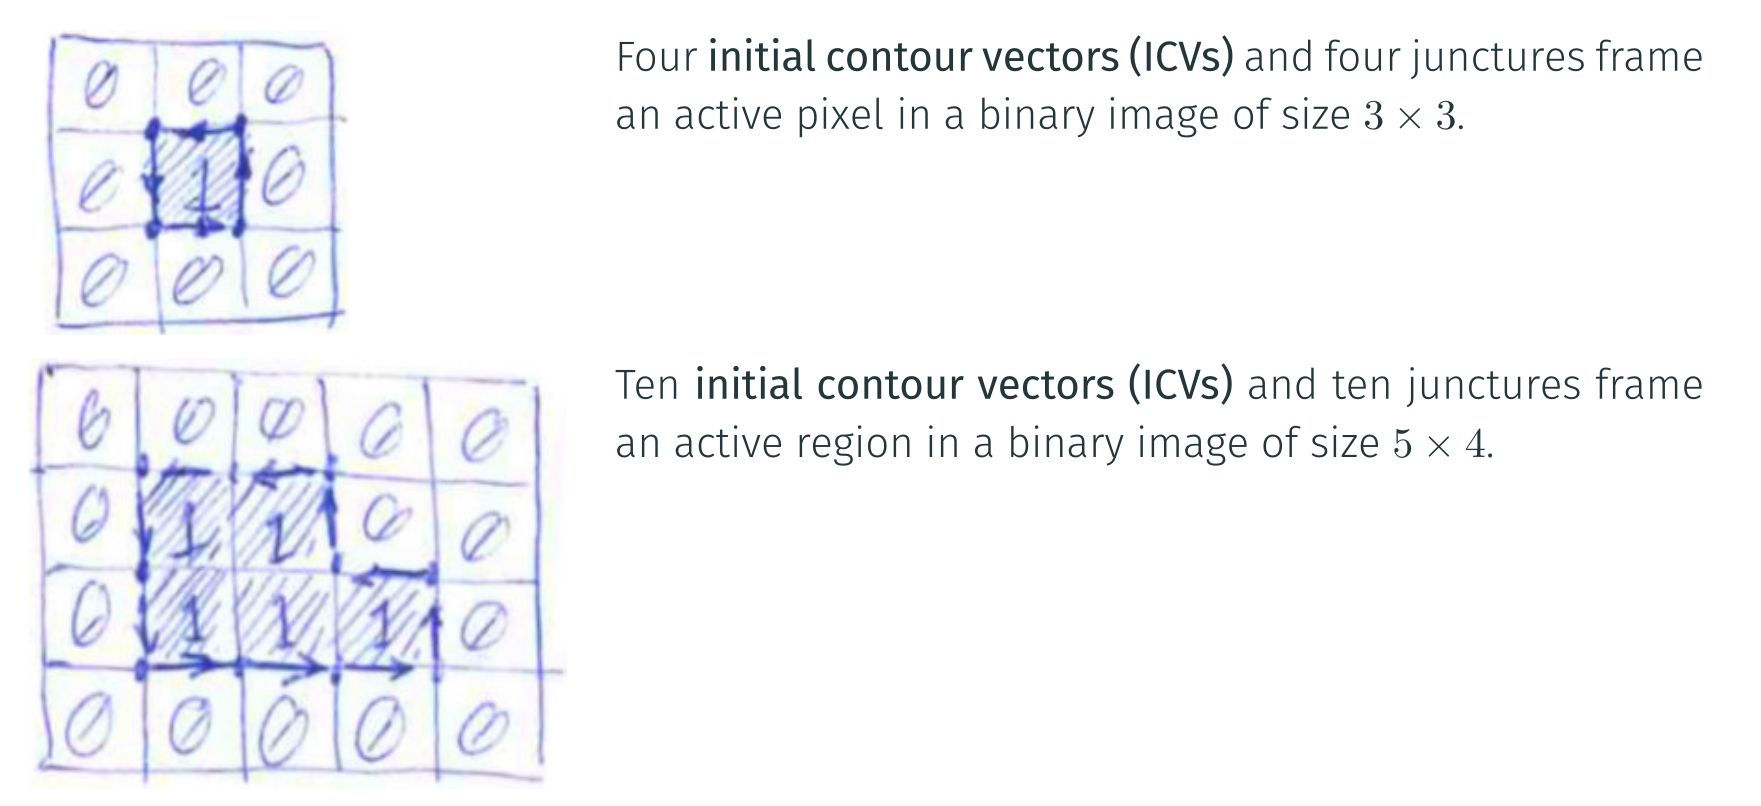 0 0 0
0 1 0
0 0 0
Four initial contour vectors (ICVs) and four junctures frame
an active pixel in a binary image of size 3 × 3.
0 0 0 0 0
0 1 1 0 0
0 1 1 1 0
0 0 0 0 0
Ten initial contour vectors (ICVs) and ten junctures frame
an active region in a binary image of size 5 × 4.